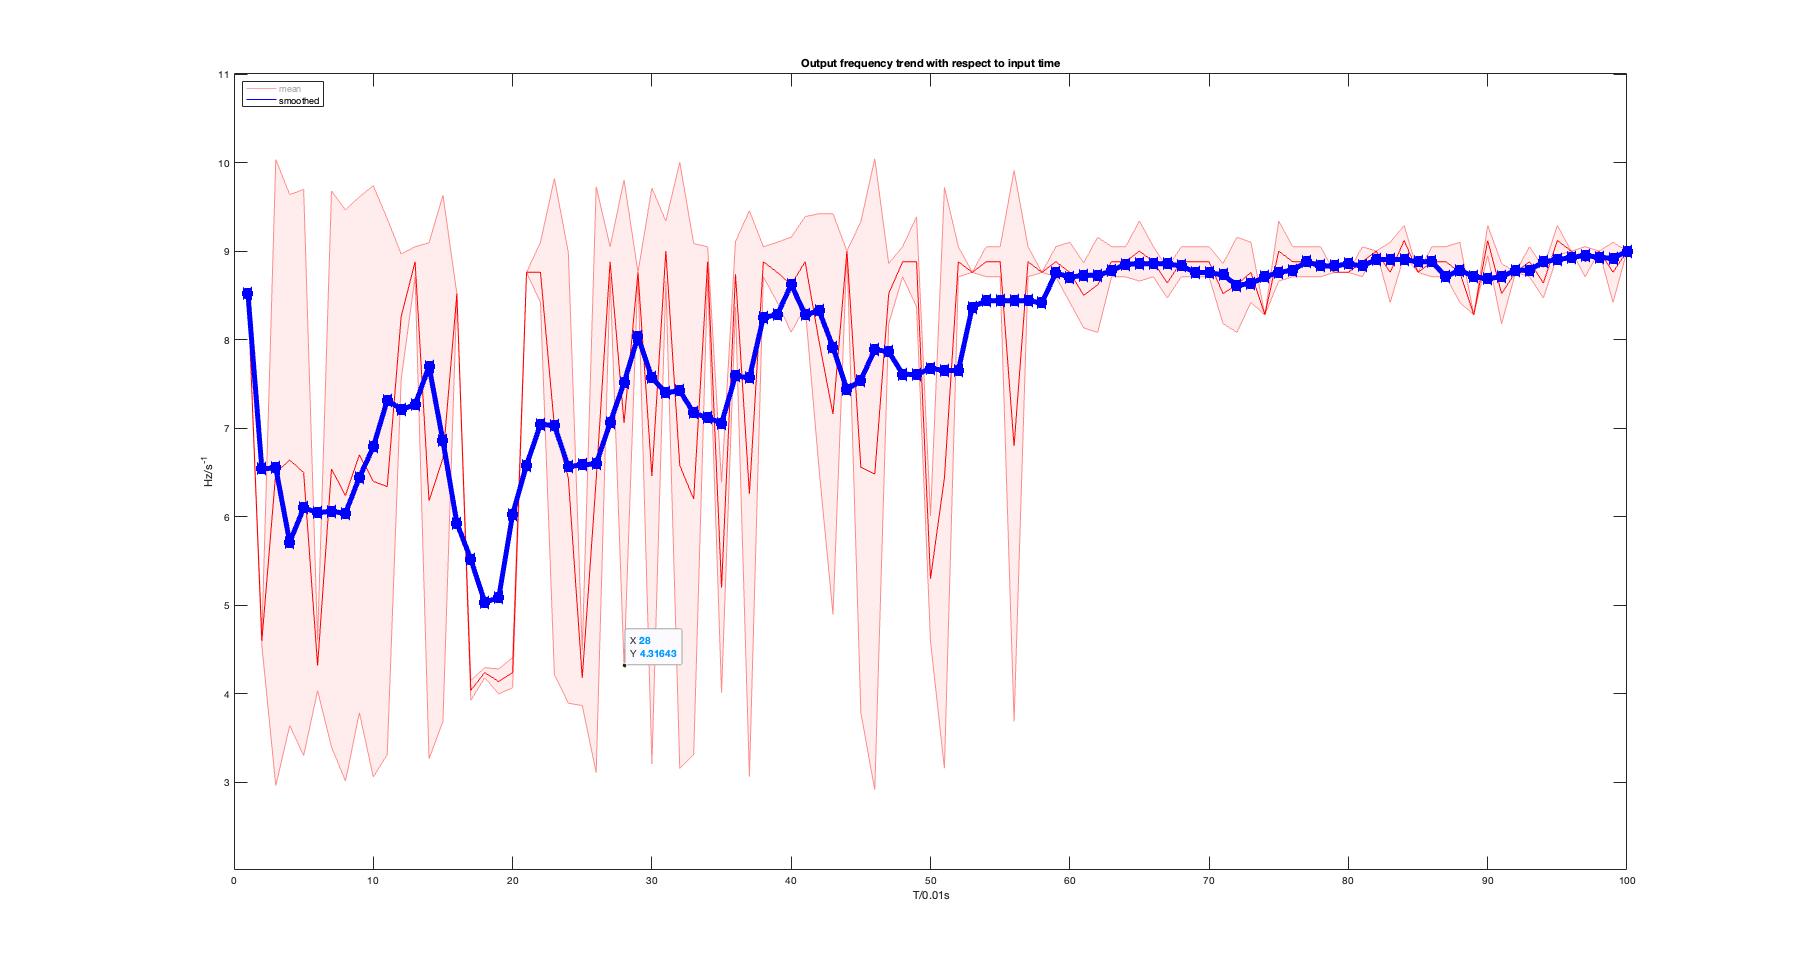 Output frequency trend with respect to input time
mean
smoothed
11
10
9
8
7
6
5
4
3
Hz/s⁻¹
X 28
Y 4.31643
0 10 20 30 40 50 60 70 80 90 100
T/0.01s